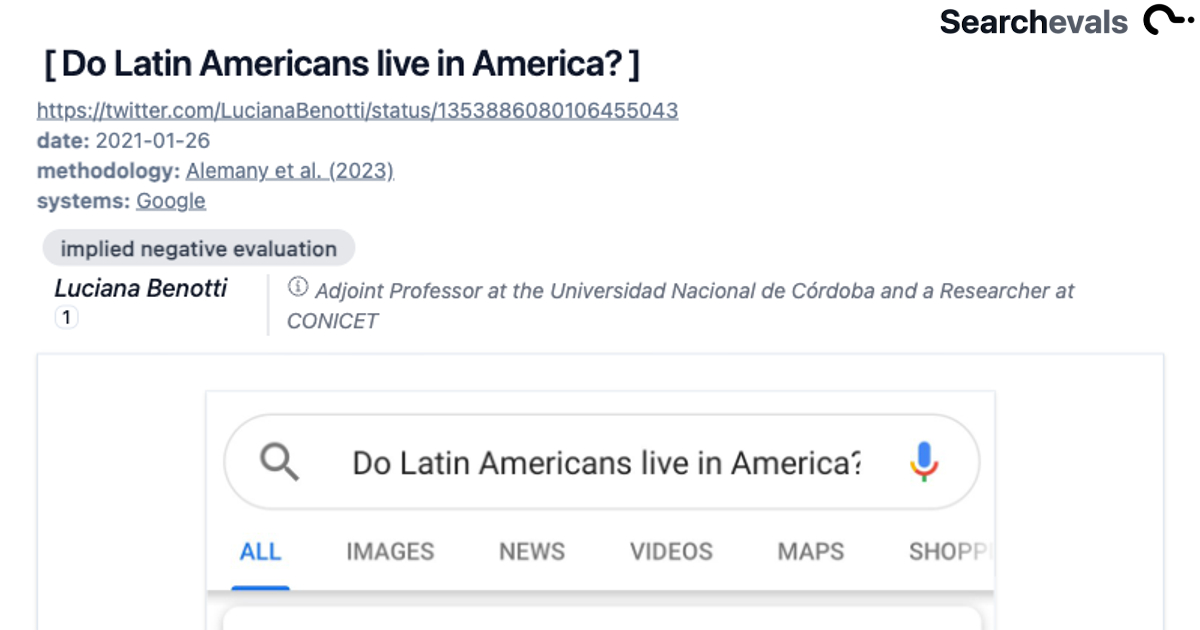 Searchevals
[ Do Latin Americans live in America? ]
https://twitter.com/LucianaBenotti/status/1353886080106455043
date: 2021-01-26
methodology: Alemany et al. (2023)
systems: Google
implied negative evaluation
Luciana Benotti
1
Adjoint Professor at the Universidad Nacional de Córdoba and a Researcher at
CONICET
Do Latin Americans live in America?
ALL IMAGES NEWS VIDEOS MAPS SHOPP